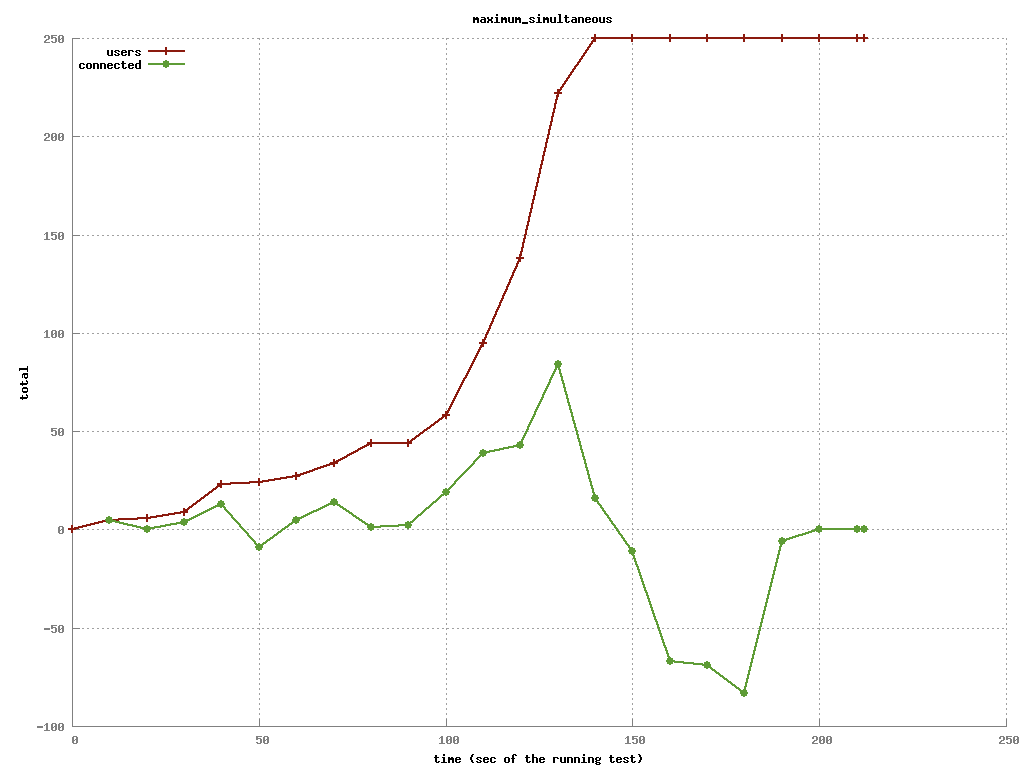 maximum_simultaneous
250
users
connected
200
150
100
total
50
0
-50
-100
0 50 100 150 200 250
time (sec of the running test)